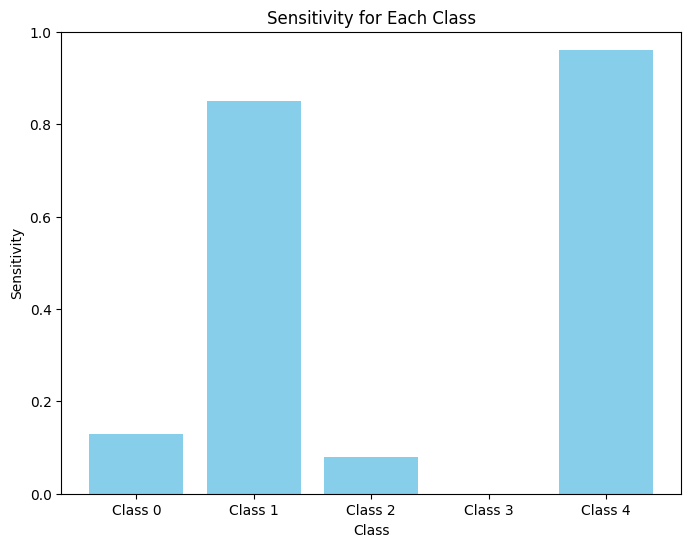 Sensitivity for Each Class
1.0
0.8
0.6
0.4
0.2
0.0
Sensitivity
Class 0
Class 1
Class 2
Class 3
Class 4
Class